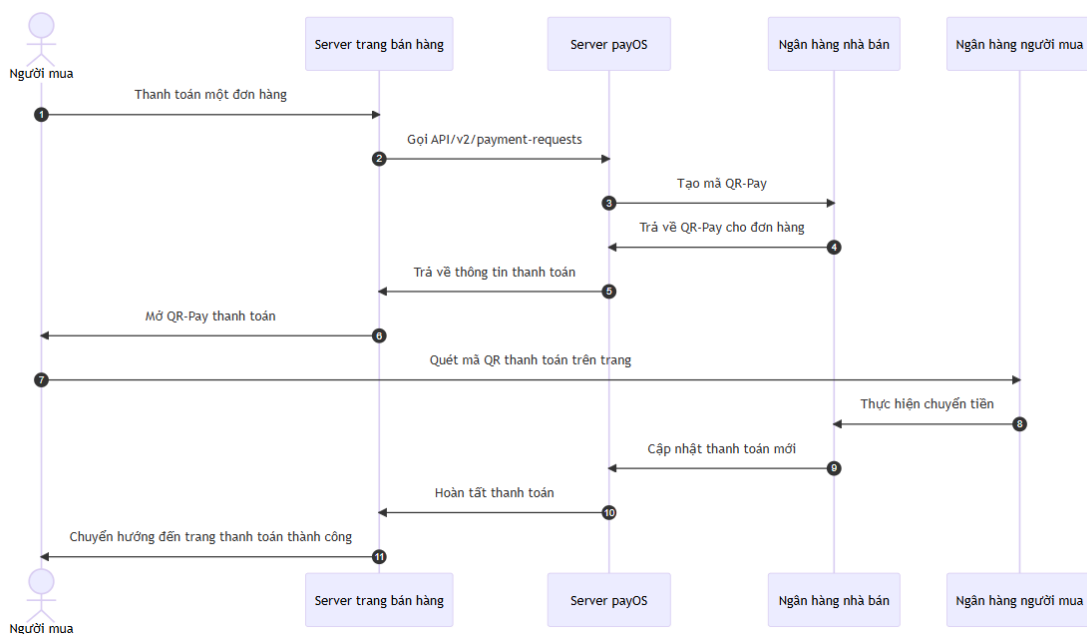 Server trang bán hàng
Server payOS
Ngân hàng nhà bán
Ngân hàng người mua
Người mua
Thanh toán một đơn hàng
1
Gọi API/v2/payment-requests
2
Tạo mã QR-Pay
3
Trả về QR-Pay cho đơn hàng
4
Trả về thông tin thanh toán
5
Mở QR-Pay thanh toán
6
Quét mã QR thanh toán trên trang
7
Thực hiện chuyển tiền
8
Cập nhật thanh toán mới
9
Hoàn tất thanh toán
10
Chuyển hướng đến trang thanh toán thành công
11
Server trang bán hàng
Server payOS
Ngân hàng nhà bán
Ngân hàng người mua
Người mua